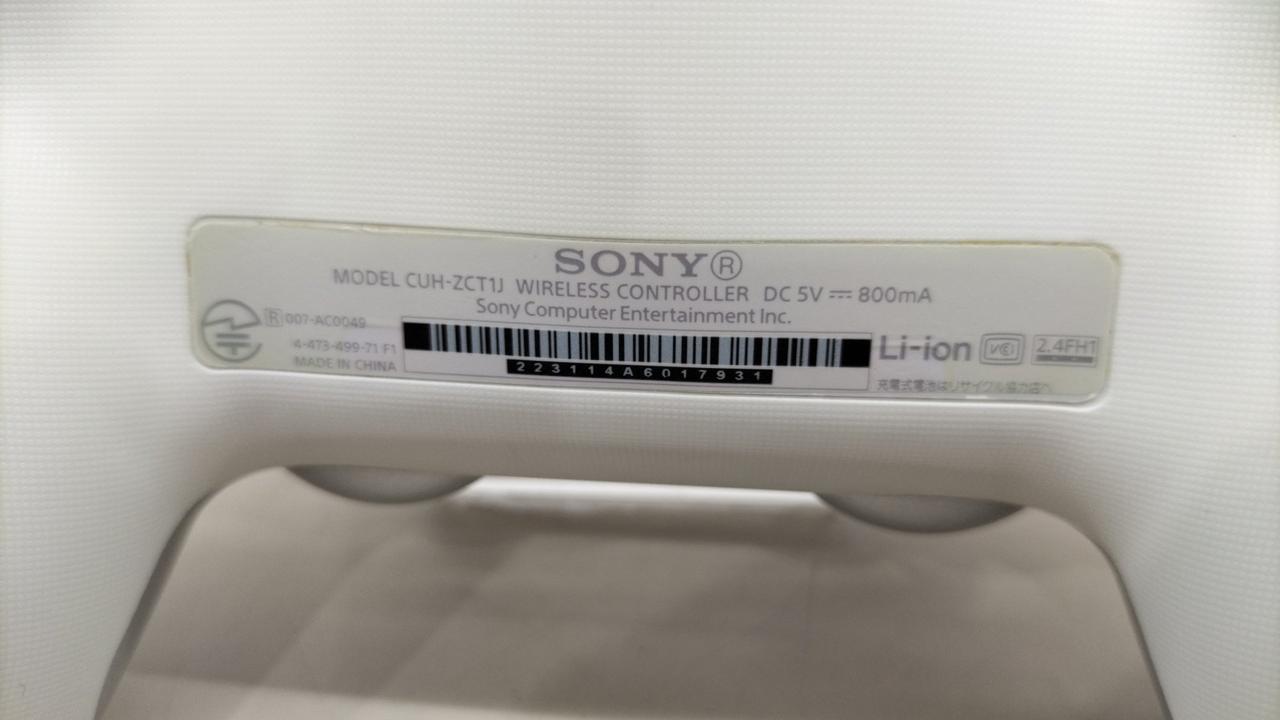 SONY®
MODEL CUH-ZCT1J WIRELESS CONTROLLER DC 5V ⎓ 800mA
Sony Computer Entertainment Inc.
R 007-AC0049
4-473-499-71 F1
MADE IN CHINA
223114A6017931
Li-ion
VCI
2.4FH1
充電式電池はリサイクル協力店へ